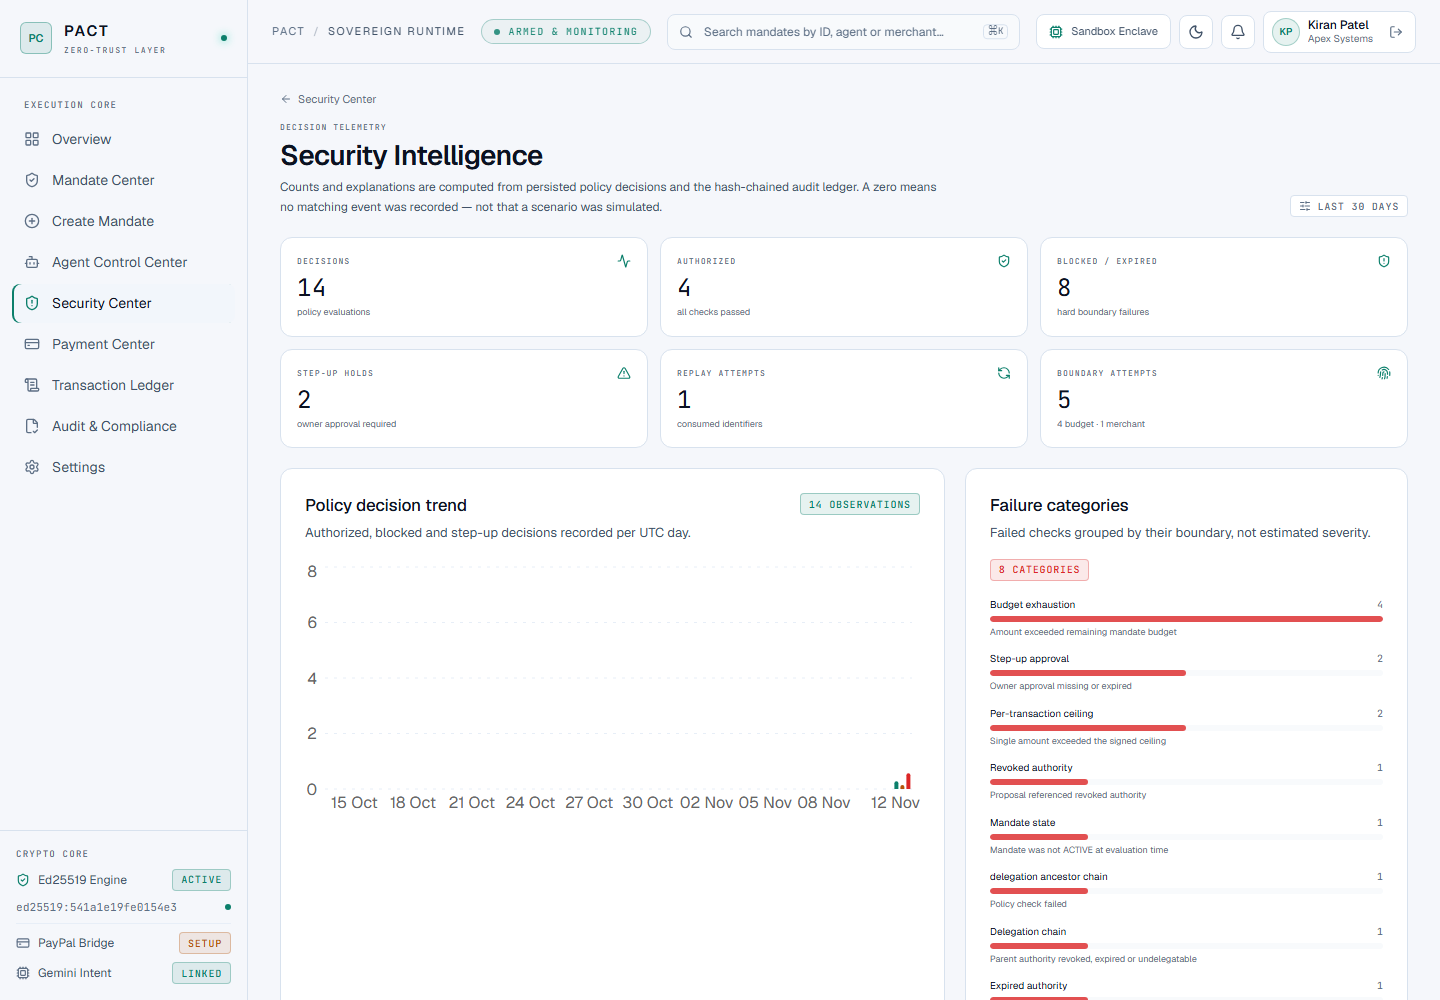 PC
PACT
ZERO-TRUST LAYER
EXECUTION CORE
Overview
Mandate Center
Create Mandate
Agent Control Center
Security Center
Payment Center
Transaction Ledger
Audit & Compliance
Settings
CRYPTO CORE
Ed25519 Engine
ACTIVE
ed25519:541a1e19fe0154e3
PayPal Bridge
SETUP
Gemini Intent
LINKED
PACT / SOVEREIGN RUNTIME
ARMED & MONITORING
Search mandates by ID, agent or merchant…
⌘K
Sandbox Enclave
KP
Kiran Patel
Apex Systems
Security Center
DECISION TELEMETRY
Security Intelligence
Counts and explanations are computed from persisted policy decisions and the hash-chained audit ledger. A zero means
no matching event was recorded — not that a scenario was simulated.
LAST 30 DAYS
DECISIONS
14
policy evaluations
AUTHORIZED
4
all checks passed
BLOCKED / EXPIRED
8
hard boundary failures
STEP-UP HOLDS
2
owner approval required
REPLAY ATTEMPTS
1
consumed identifiers
BOUNDARY ATTEMPTS
5
4 budget · 1 merchant
Policy decision trend
14 OBSERVATIONS
Authorized, blocked and step-up decisions recorded per UTC day.
8
6
4
2
0
15 Oct 18 Oct 21 Oct 24 Oct 27 Oct 30 Oct 02 Nov 05 Nov 08 Nov 12 Nov
Failure categories
Failed checks grouped by their boundary, not estimated severity.
8 CATEGORIES
Budget exhaustion 4
Amount exceeded remaining mandate budget
Step-up approval 2
Owner approval missing or expired
Per-transaction ceiling 2
Single amount exceeded the signed ceiling
Revoked authority 1
Proposal referenced revoked authority
Mandate state 1
Mandate was not ACTIVE at evaluation time
delegation ancestor chain 1
Policy check failed
Delegation chain 1
Parent authority revoked, expired or undelegatable
Expired authority 1